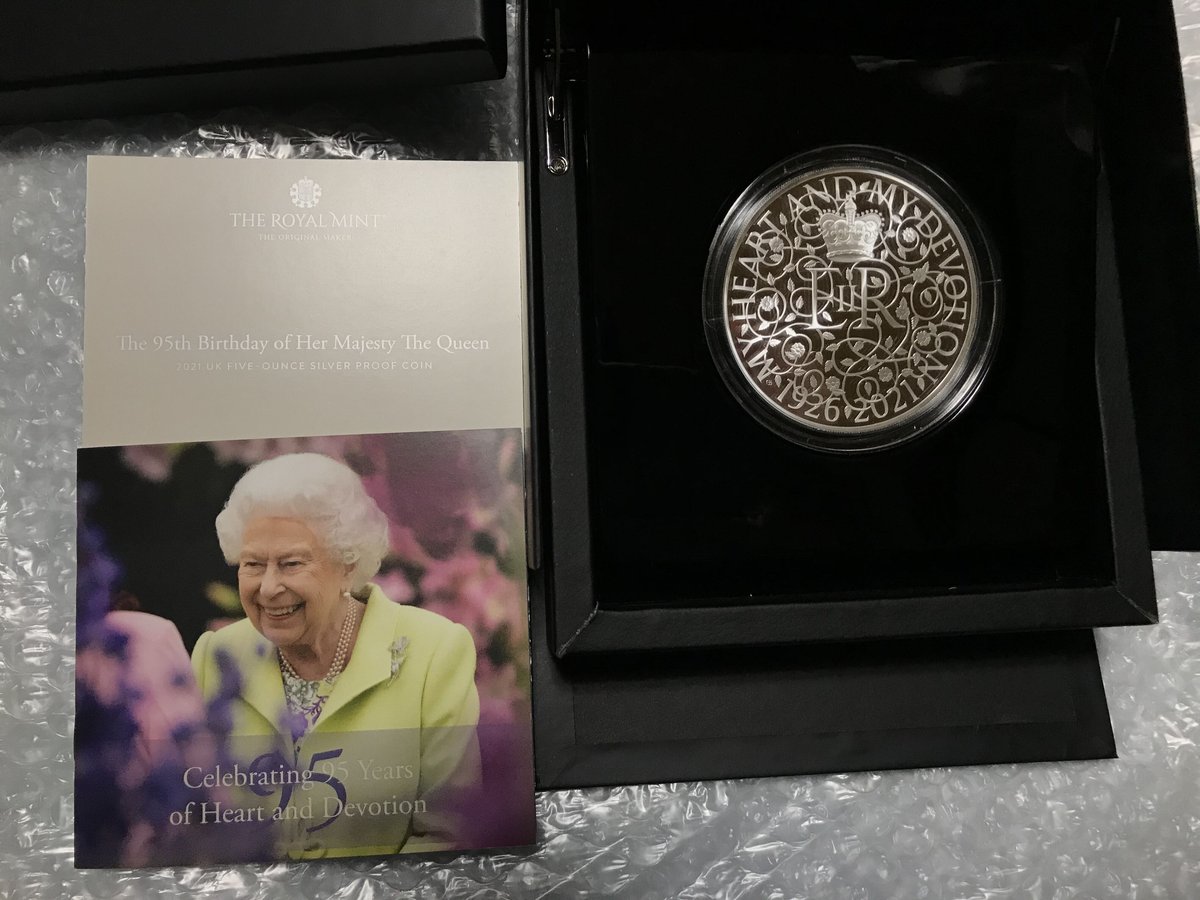 THE ROYAL MINT®
THE ORIGINAL MAKER
The 95th Birthday of Her Majesty The Queen
2021 UK FIVE-OUNCE SILVER PROOF COIN
95
Celebrating 95 Years
of Heart and Devotion
MY HEART AND MY DEVOTION
EIIR
1926 2021